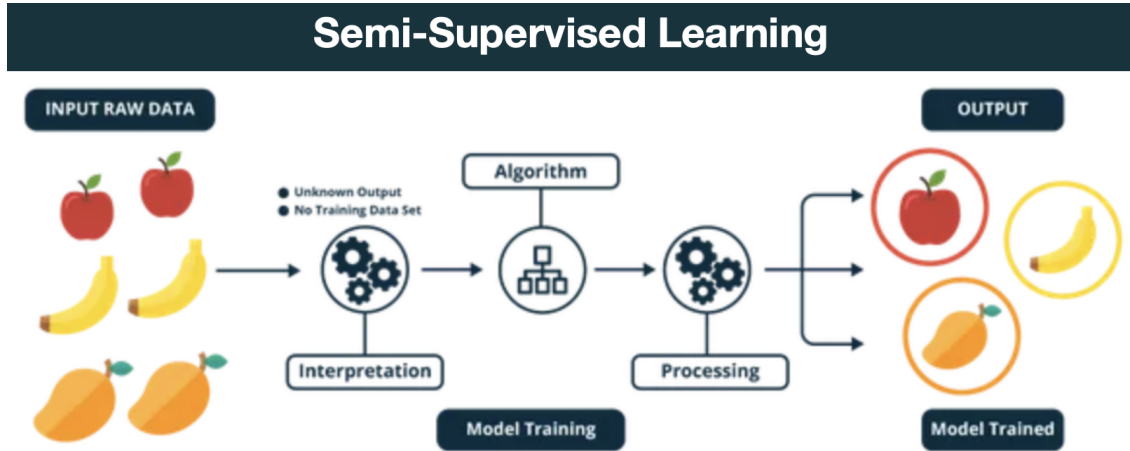 Semi-Supervised Learning
INPUT RAW DATA
OUTPUT
Algorithm
Unknown Output
No Training Data Set
Interpretation
Processing
Model Training
Model Trained